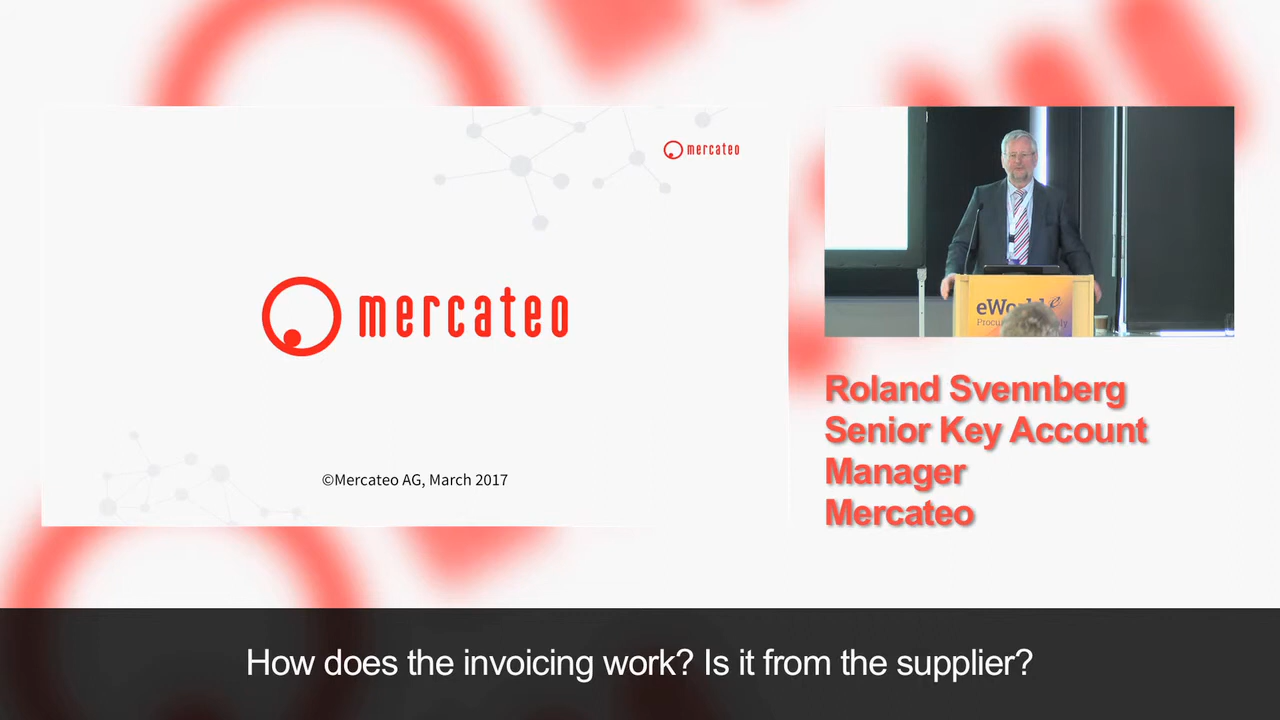 mercateo
mercateo
©Mercateo AG, March 2017
eWorld
Roland Svennberg
Senior Key Account
Manager
Mercateo
How does the invoicing work? Is it from the supplier?